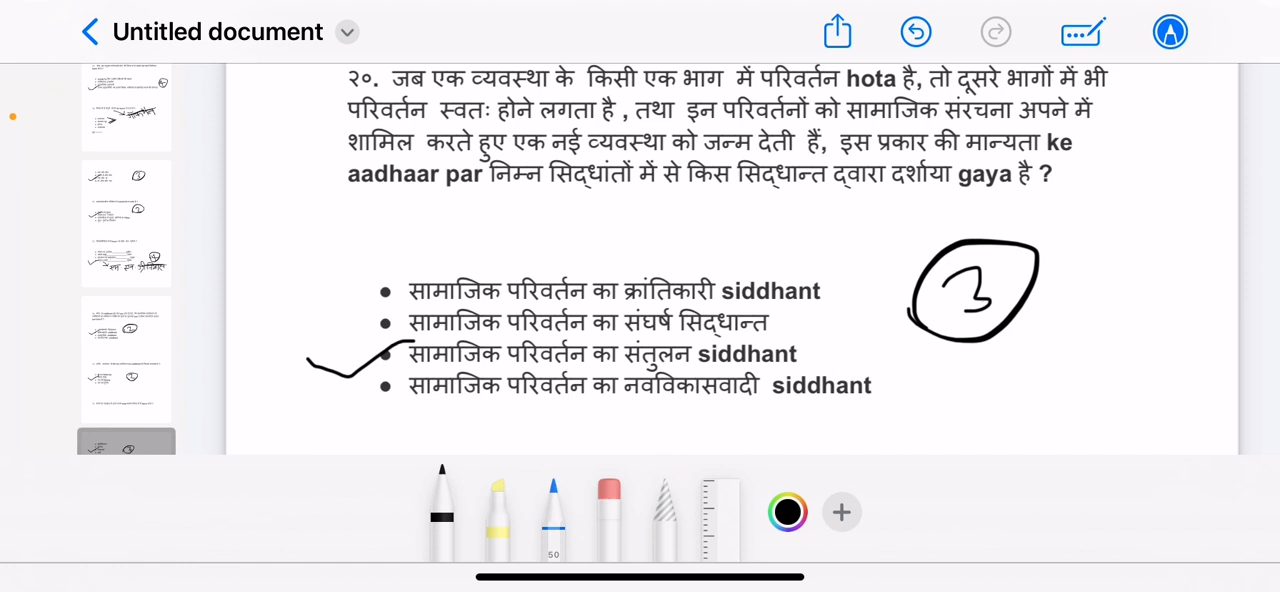 Untitled document
२०. जब एक व्यवस्था के किसी एक भाग में परिवर्तन hota है, तो दूसरे भागों में भी
परिवर्तन स्वतः होने लगता है , तथा इन परिवर्तनों को सामाजिक संरचना अपने में
शामिल करते हुए एक नई व्यवस्था को जन्म देती हैं, इस प्रकार की मान्यता ke
aadhaar par निम्न सिद्धांतों में से किस सिद्धान्त द्वारा दर्शाया gaya है ?
● सामाजिक परिवर्तन का क्रांतिकारी siddhant
● सामाजिक परिवर्तन का संघर्ष सिद्धान्त
● सामाजिक परिवर्तन का संतुलन siddhant
● सामाजिक परिवर्तन का नवविकासवादी siddhant
3
50